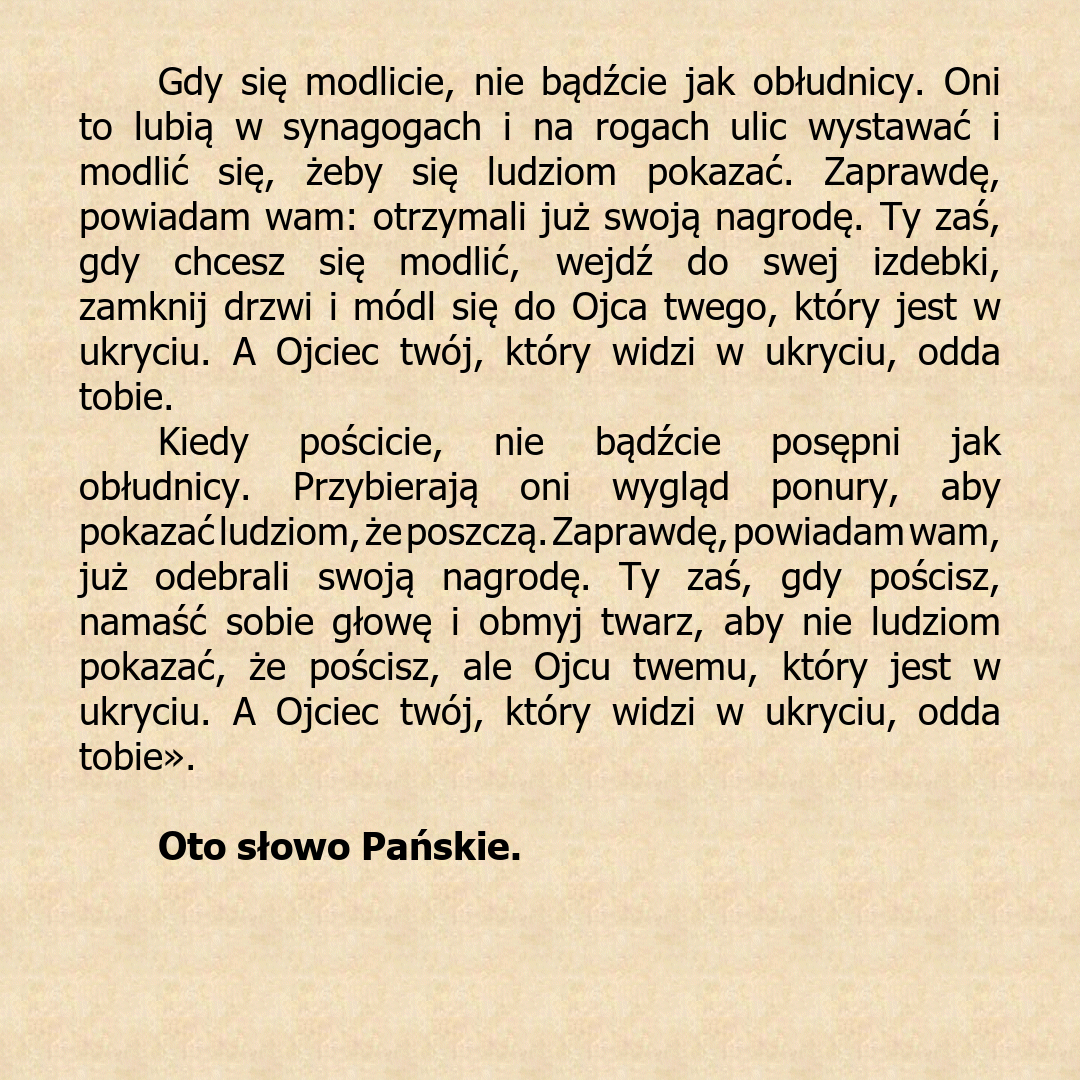 Gdy się modlicie, nie bądźcie jak obłudnicy. Oni
to lubią w synagogach i na rogach ulic wystawać i
modlić się, żeby się ludziom pokazać. Zaprawdę,
powiadam wam: otrzymali już swoją nagrodę. Ty zaś,
gdy chcesz się modlić, wejdź do swej izdebki,
zamknij drzwi i módl się do Ojca twego, który jest w
ukryciu. A Ojciec twój, który widzi w ukryciu, odda
tobie.
Kiedy pościcie, nie bądźcie posępni jak
obłudnicy. Przybierają oni wygląd ponury, aby
pokazać ludziom, że poszczą. Zaprawdę, powiadam wam,
już odebrali swoją nagrodę. Ty zaś, gdy pościsz,
namaść sobie głowę i obmyj twarz, aby nie ludziom
pokazać, że pościsz, ale Ojcu twemu, który jest w
ukryciu. A Ojciec twój, który widzi w ukryciu, odda
tobie».
Oto słowo Pańskie.